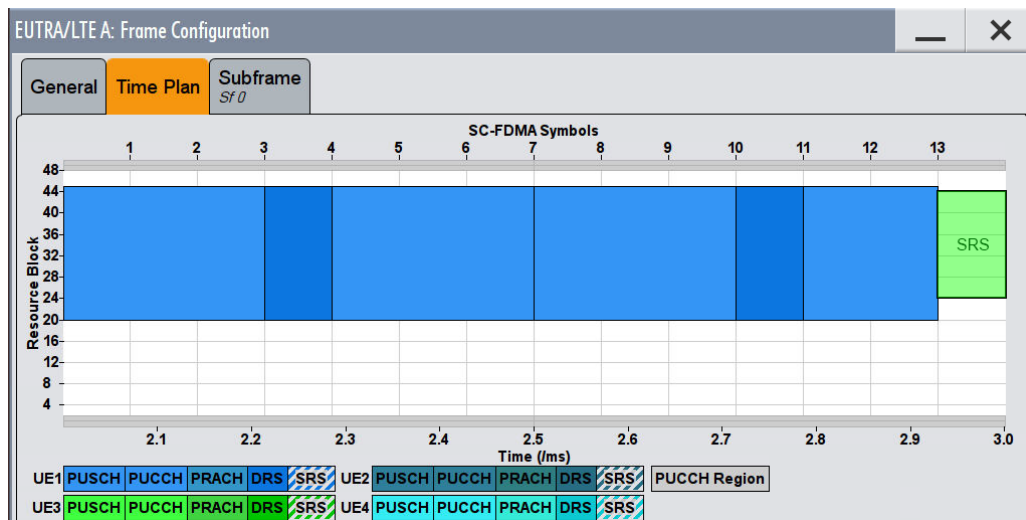 EUTRA/LTE A: Frame Configuration
General Time Plan Subframe
Sf 0
SC-FDMA Symbols
1 2 3 4 5 6 7 8 9 10 11 12 13
Resource Block
48
44
40
36
32
28
24
20
16
12
8
4
SRS
2.1 2.2 2.3 2.4 2.5 2.6 2.7 2.8 2.9 3.0
Time (/ms)
UE1 PUSCH PUCCH PRACH DRS SRS UE2 PUSCH PUCCH PRACH DRS SRS PUCCH Region
UE3 PUSCH PUCCH PRACH DRS SRS UE4 PUSCH PUCCH PRACH DRS SRS